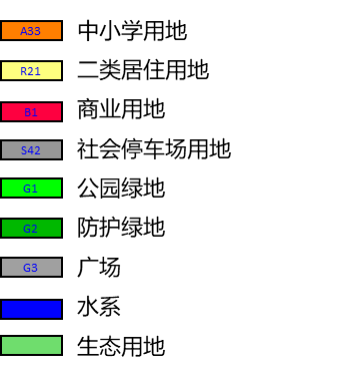 A33 中小学用地
R21 二类居住用地
B1 商业用地
S42 社会停车场用地
G1 公园绿地
G2 防护绿地
G3 广场
水系
生态用地